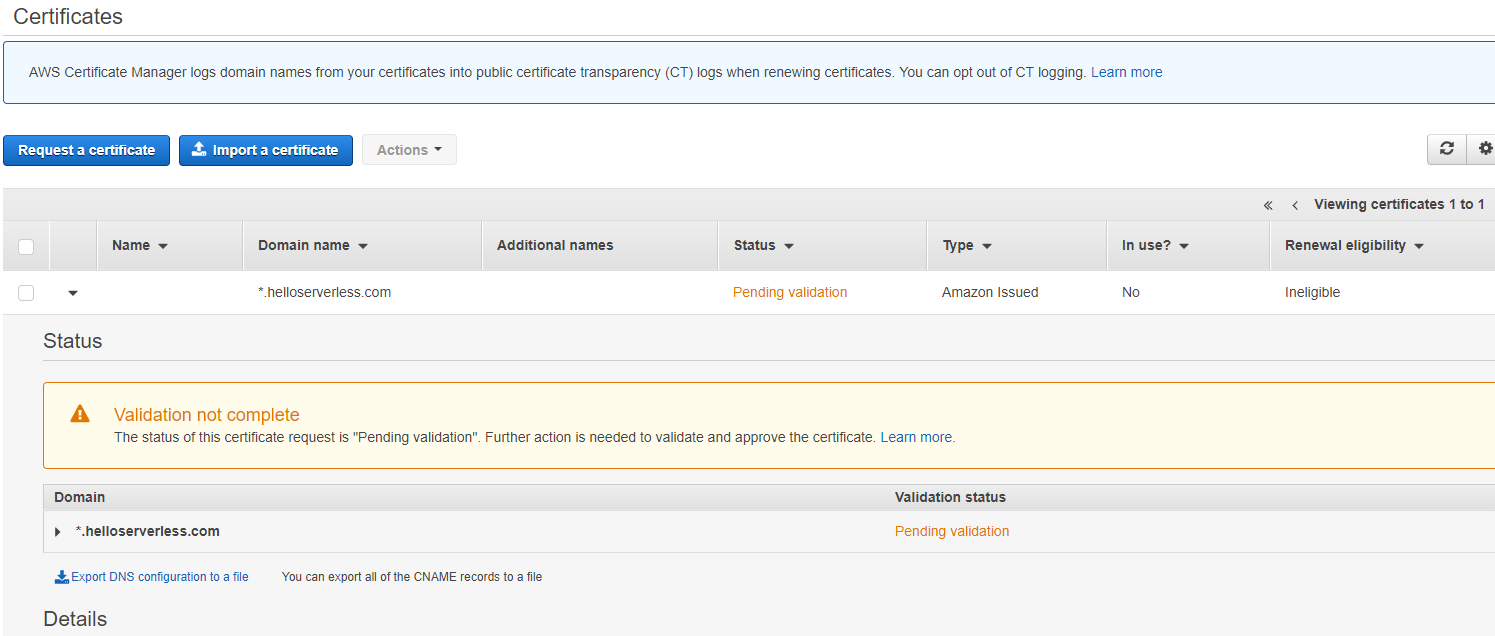 Certificates
AWS Certificate Manager logs domain names from your certificates into public certificate transparency (CT) logs when renewing certificates. You can opt out of CT logging. Learn more
Request a certificate Import a certificate Actions
« ‹ Viewing certificates 1 to 1
Name Domain name Additional names Status Type In use? Renewal eligibility
*.helloserverless.com Pending validation Amazon Issued No Ineligible
Status
Validation not complete
The status of this certificate request is "Pending validation". Further action is needed to validate and approve the certificate. Learn more.
Domain Validation status
*.helloserverless.com Pending validation
Export DNS configuration to a file You can export all of the CNAME records to a file
Details